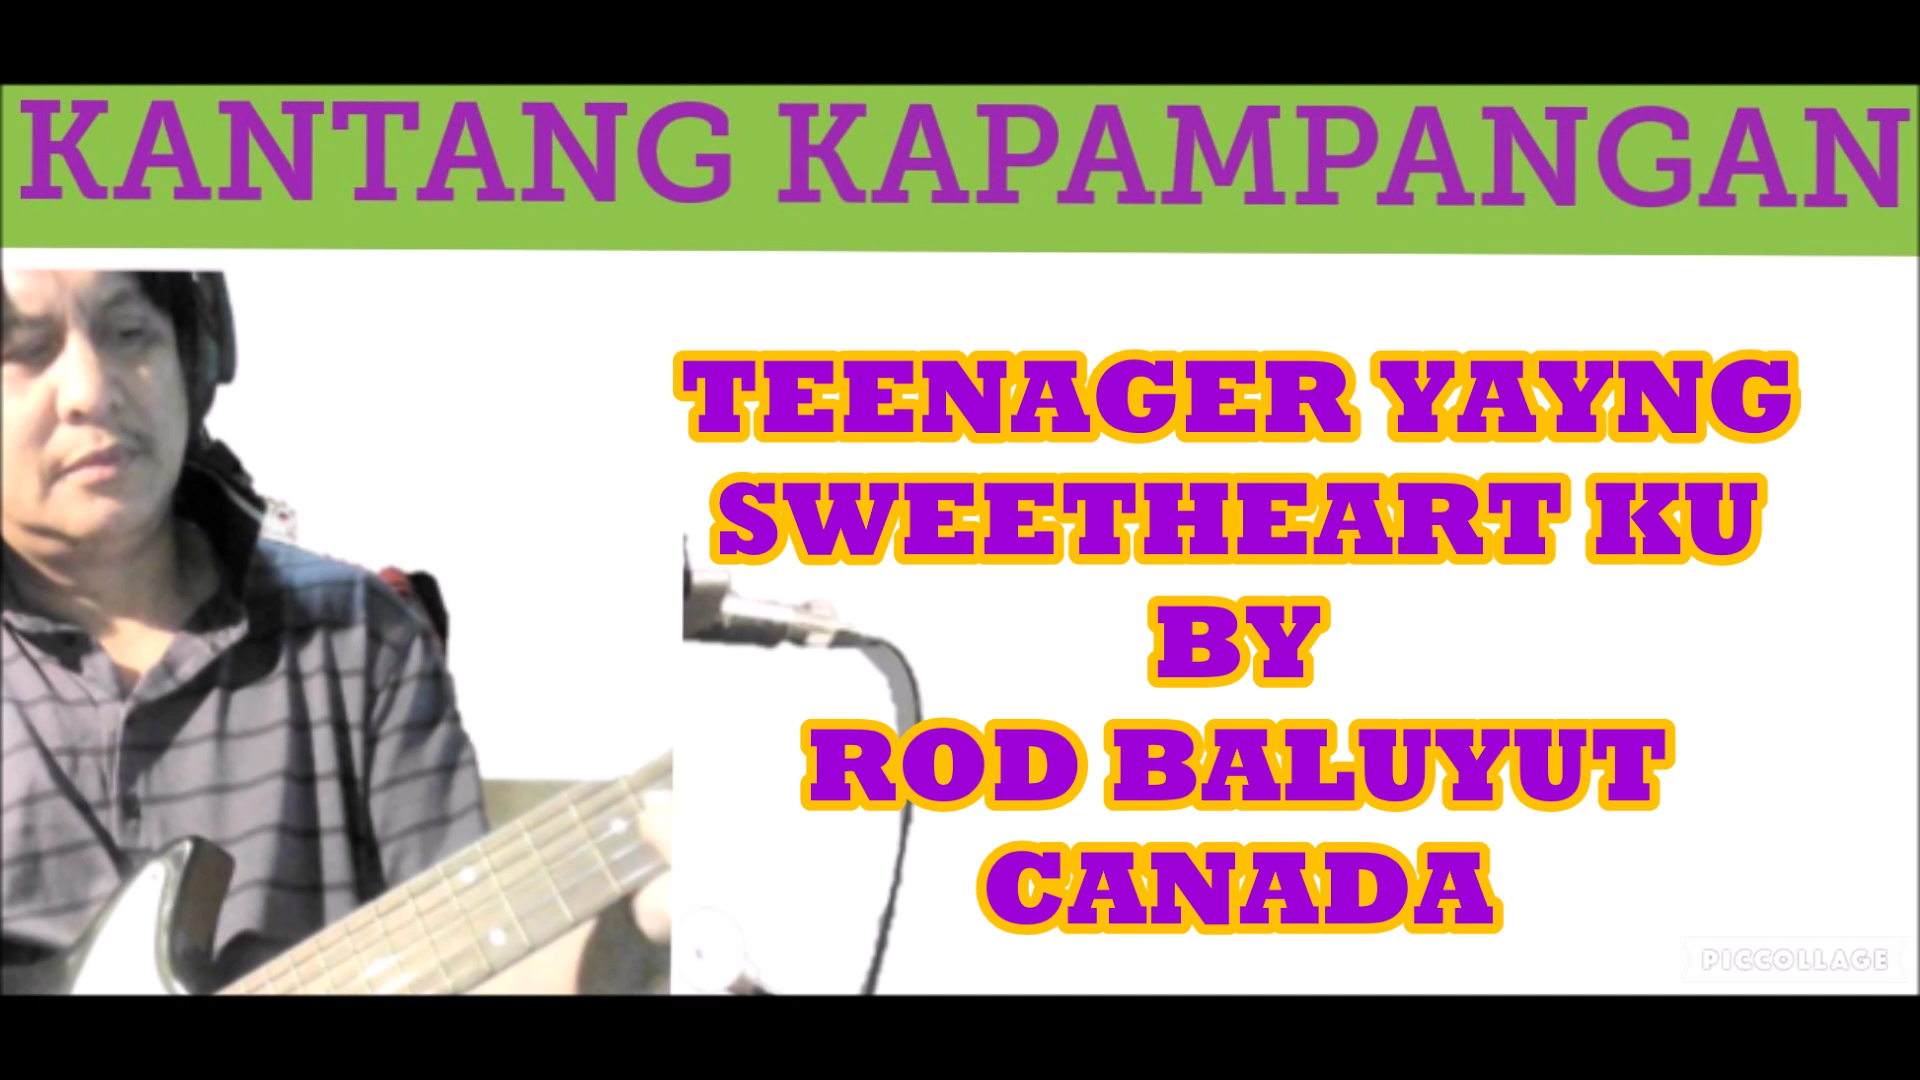 KANTANG KAPAMPANGAN
TEENAGER YAYNG
SWEETHEART KU
BY
ROD BALUYUT
CANADA
PICCOLLAGE